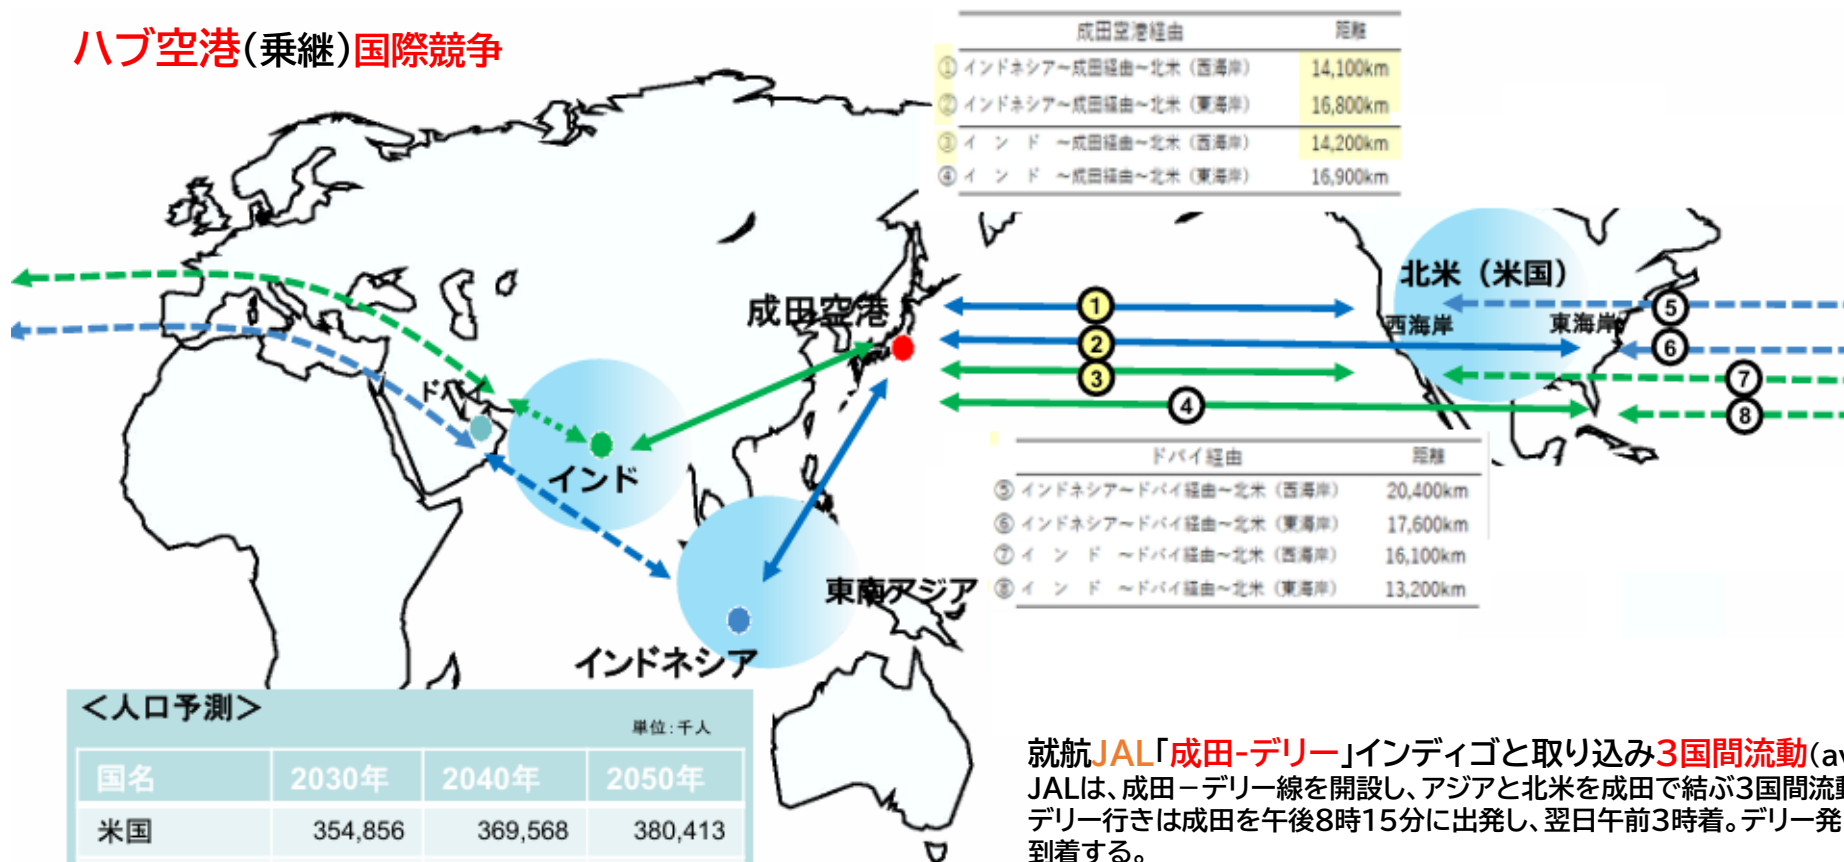 ハブ空港(乗継)国際競争
成田空港経由 距離
① インドネシア～成田経由～北米（西海岸） 14,100km
② インドネシア～成田経由～北米（東海岸） 16,800km
③ インド ～成田経由～北米（西海岸） 14,200km
④ インド ～成田経由～北米（東海岸） 16,900km
北米（米国）
成田空港
西海岸
東海岸
1
2
3
4
5
6
7
8
ドバイ
インド
東南アジア
インドネシア
ドバイ経由 距離
⑤ インドネシア～ドバイ経由～北米（西海岸） 20,400km
⑥ インドネシア～ドバイ経由～北米（東海岸） 17,600km
⑦ インド ～ドバイ経由～北米（西海岸） 16,100km
⑧ インド ～ドバイ経由～北米（東海岸） 13,200km
＜人口予測＞
単位：千人
国名 2030年 2040年 2050年
米国 354,856 369,568 380,413
就航JAL「成田-デリー」インディゴと取り込み3国間流動(av
JALは、成田－デリー線を開設し、アジアと北米を成田で結ぶ3国間流動
デリー行きは成田を午後8時15分に出発し、翌日午前3時着。デリー発
到着する。